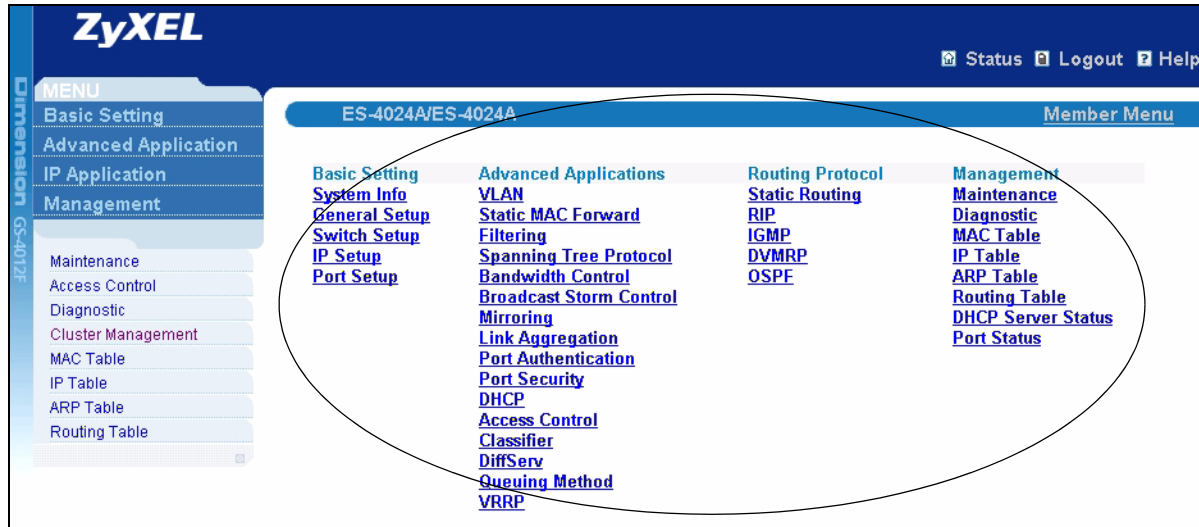 ZyXEL
Status Logout Help
Dimension GS-4012F
MENU
Basic Setting
Advanced Application
IP Application
Management
Maintenance
Access Control
Diagnostic
Cluster Management
MAC Table
IP Table
ARP Table
Routing Table
ES-4024A/ES-4024A Member Menu
Basic Setting
System Info
General Setup
Switch Setup
IP Setup
Port Setup
Advanced Applications
VLAN
Static MAC Forward
Filtering
Spanning Tree Protocol
Bandwidth Control
Broadcast Storm Control
Mirroring
Link Aggregation
Port Authentication
Port Security
DHCP
Access Control
Classifier
DiffServ
Queuing Method
VRRP
Routing Protocol
Static Routing
RIP
IGMP
DVMRP
OSPF
Management
Maintenance
Diagnostic
MAC Table
IP Table
ARP Table
Routing Table
DHCP Server Status
Port Status